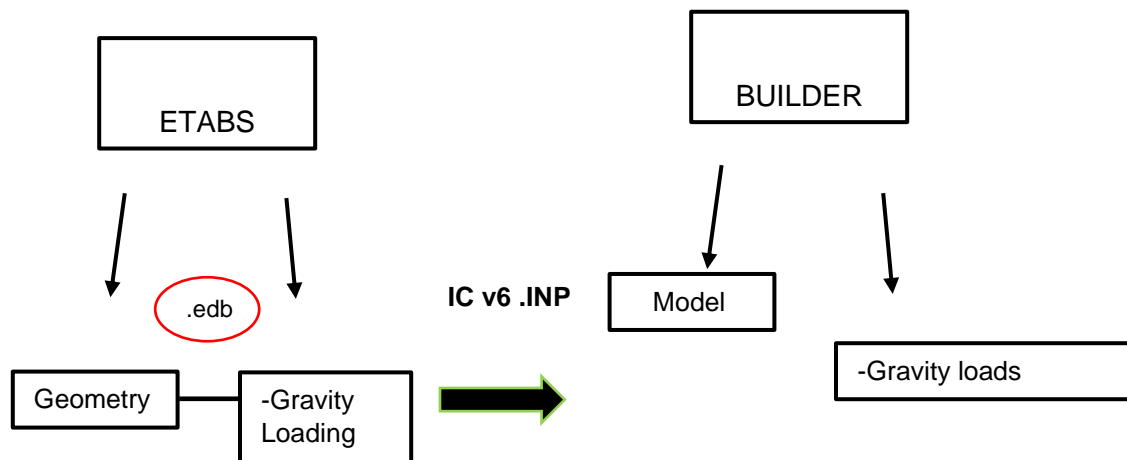 ETABS
BUILDER
.edb
IC v6 .INP
Model
Geometry
-Gravity
Loading
-Gravity loads